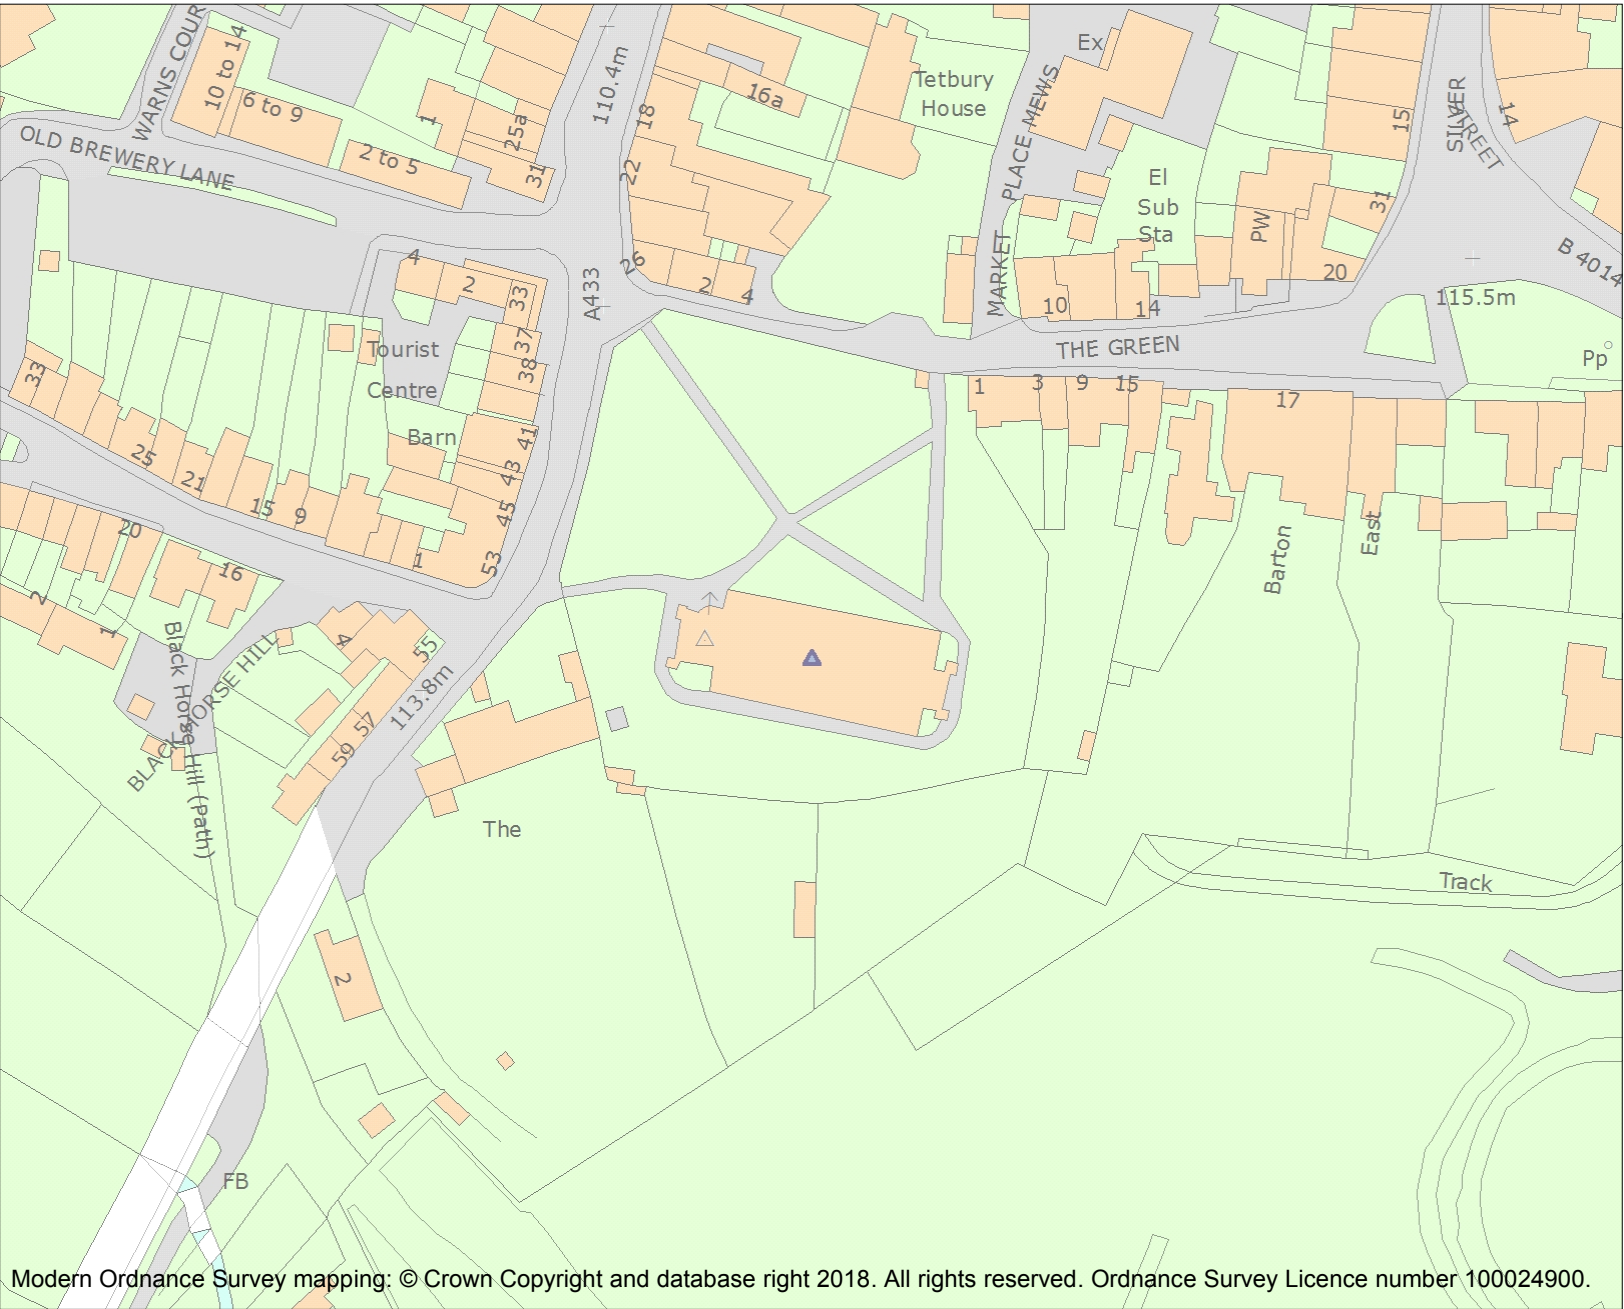 WARNS COUR
10 to 14
6 to 9
1
25a
31
2 to 5
OLD BREWERY LANE
110.4m
18
22
16a
Tetbury
House
Ex
PLACE MEWS
MARKET
El
Sub
Sta
PW
31
20
15
SILVER
STREET
14
B 4014
115.5m
Pp
26
2
4
A433
4
2
33
37
38
Tourist
Centre
Barn
41
43
45
53
10
14
THE GREEN
1
3
9
15
17
Barton
East
33
25
21
15
9
1
20
16
2
1
4
55
57
59
113.8m
BLACK HORSE HILL
Black Horse Hill (Path)
The
Track
2
FB
Modern Ordnance Survey mapping: © Crown Copyright and database right 2018. All rights reserved. Ordnance Survey Licence number 100024900.